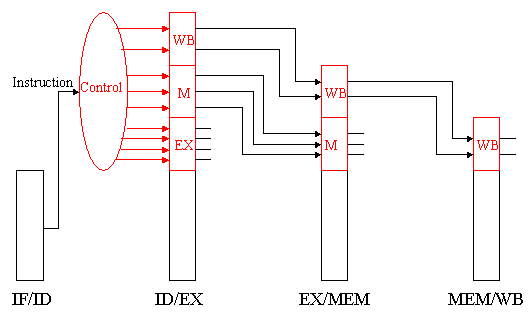 WB
Instruction
Control
M
WB
EX
M
WB
IF/ID
ID/EX
EX/MEM
MEM/WB